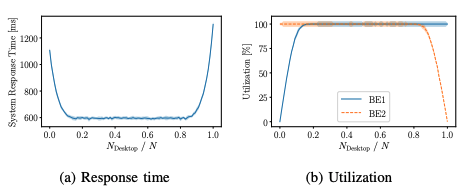 System Response Time [ms]
1200
1000
800
600
0.0 0.2 0.4 0.6 0.8 1.0
N_Desktop / N
(a) Response time
Utilization [%]
100
75
50
25
0
BE1
BE2
0.0 0.2 0.4 0.6 0.8 1.0
N_Desktop / N
(b) Utilization